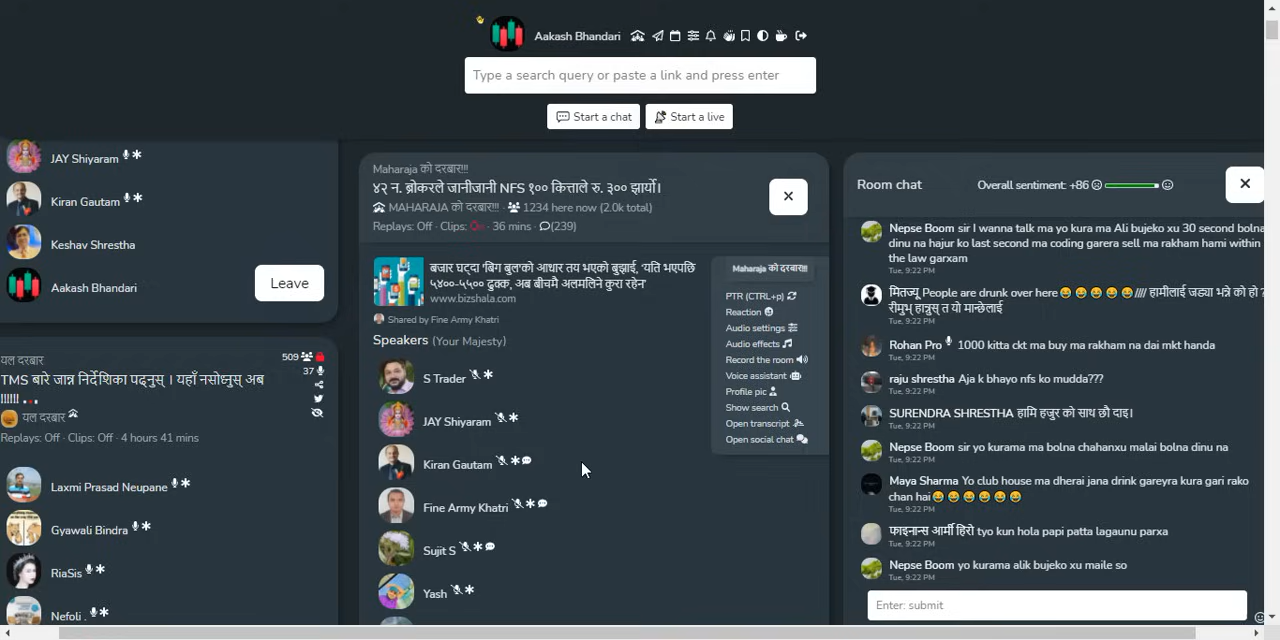 Aakash Bhandari
Type a search query or paste a link and press enter
Start a chat
Start a live
JAY Shiyaram
Kiran Gautam
Keshav Shrestha
Aakash Bhandari
Leave
यल दरबार
509
TMS बारे जान्न निर्देशिका पढ्नुस् । यहाँ नसोध्नुस् अब
37
!!!!!!
यल दरबार
Replays: Off · Clips: Off · 4 hours 41 mins
Laxmi Prasad Neupane
Gyawali Bindra
RiaSis
Nefoli .
Maharaja को दरबार!!!
४२ न. ब्रोकरले जानीजानी NFS १०० कित्ताले रु. ३०० झार्यो।
MAHARAJA को दरबार!!! · 1234 here now (2.0k total)
Replays: Off · Clips: On · 36 mins · (239)
बजार घट्दा 'बिग बुल'को आधार तय भएको बुझाई, 'यति भएपछि
५४००-५५०० ढुक्क, अब बीचमै अलमलिने कुरा रहेन'
www.bizshala.com
Shared by Fine Army Khatri
Speakers (Your Majesty)
S Trader
JAY Shiyaram
Kiran Gautam
Fine Army Khatri
Sujit S
Yash
Maharaja को दरबार!!!
PTR (CTRL+p)
Reaction
Audio settings
Audio effects
Record the room
Voice assistant
Profile pic
Show search
Open transcript
Open social chat
Room chat
Overall sentiment: +86
Nepse Boom sir I wanna talk ma yo kura ma Ali bujeko xu 30 second bolna
dinu na hajur ko last second ma coding garera sell ma rakham hami within
the law garxam
Tue, 9:22 PM
मितज्यू People are drunk over here 😂 😂 😂 😂 😂 //// हामीलाई जड्या भन्ने को हो ?
रीमुभ् हान्नुस् त यो मान्छेलाई
Tue, 9:22 PM
Rohan Pro 1000 kitta ckt ma buy ma rakham na dai mkt handa
Tue, 9:22 PM
raju shrestha Aja k bhayo nfs ko mudda???
Tue, 9:22 PM
SURENDRA SHRESTHA हामि हजुर को साथ छौ दाइ।
Tue, 9:22 PM
Nepse Boom sir yo kurama ma bolna chahanxu malai bolna dinu na
Tue, 9:22 PM
Maya Sharma Yo club house ma dherai jana drink gareyra kura gari rako
chan hai😂 😂 😂 😂 😂 😂
Tue, 9:22 PM
फाइनान्स आर्मी हिरो tyo kun hola papi patta lagaunu parxa
Tue, 9:22 PM
Nepse Boom yo kurama alik bujeko xu maile so
Tue, 9:22 PM
Enter: submit